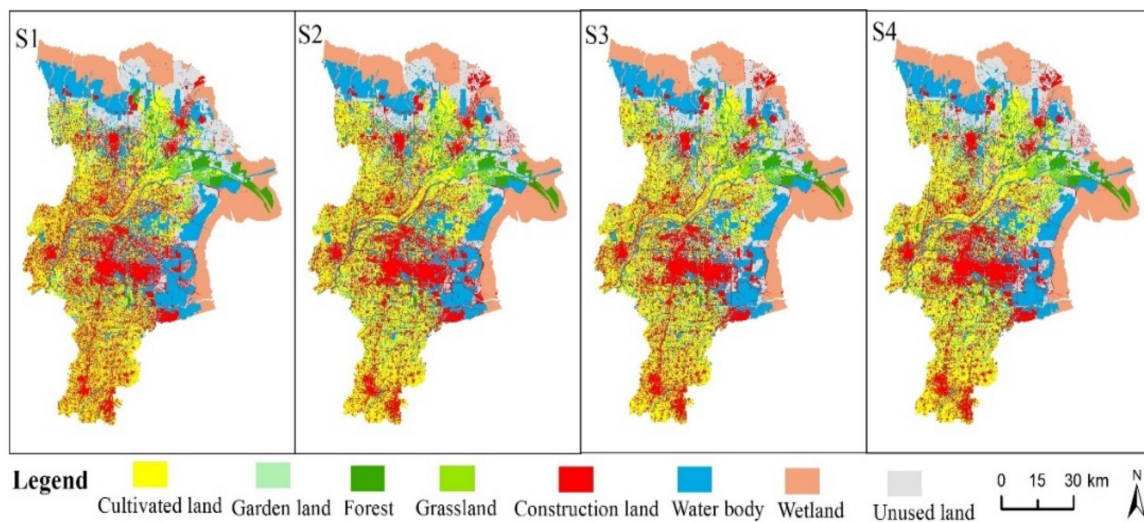 S1 S2 S3 S4
Legend Cultivated land Garden land Forest Grassland Construction land Water body Wetland Unused land 0 15 30 km N